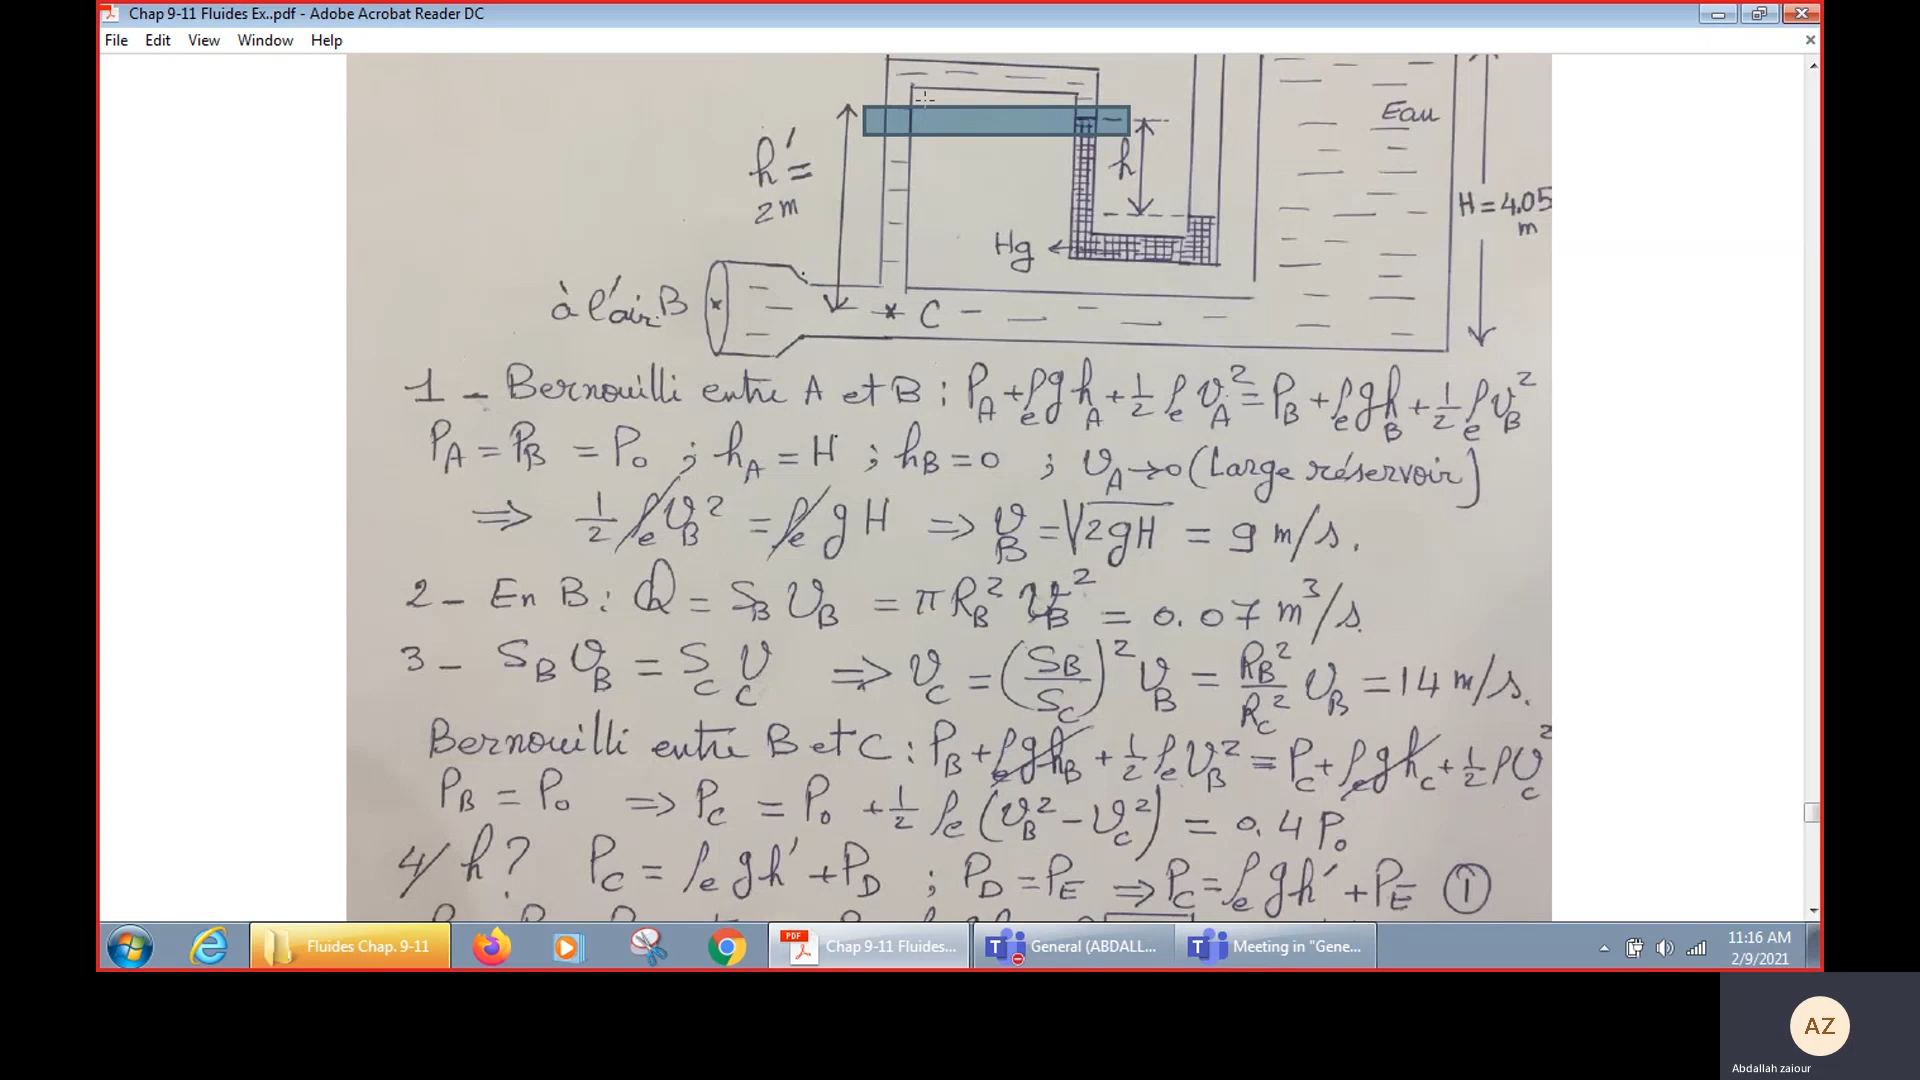 Chap 9-11 Fluides Ex..pdf - Adobe Acrobat Reader DC
File Edit View Window Help
Eau
h' =
2m
h
H = 4.05
m
Hg
à l'air B
C
1 - Bernouilli entre A et B : P_A + ρ_e g h_A + 1/2 ρ_e v_A² = P_B + ρ_e g h_B + 1/2 ρ_e v_B²
P_A = P_B = P_0 ; h_A = H ; h_B = 0 ; v_A → 0 (Large réservoir)
⇒ 1/2 ρ_e v_B² = ρ_e g H ⇒ v_B = √2gH = 9 m/s.
2 - En B : Q = S_B v_B = π R_B² v_B² = 0.07 m³/s.
3 - S_B v_B = S_C v_C ⇒ v_C = (S_B/S_C)² v_B = R_B²/R_C² v_B = 14 m/s.
Bernouilli entre B et C : P_B + ρ_e g h_B + 1/2 ρ_e v_B² = P_C + ρ_e g h_C + 1/2 ρ v_C²
P_B = P_0 ⇒ P_C = P_0 + 1/2 ρ_e (v_B² - v_C²) = 0.4 P_0
4/ h ? P_C = ρ_e g h' + P_D ; P_D = P_E ⇒ P_C = ρ_e g h' + P_E ①
Fluides Chap. 9-11
Chap 9-11 Fluides...
General (ABDALL...
Meeting in "Gene...
11:16 AM
2/9/2021
AZ
Abdallah zaiour